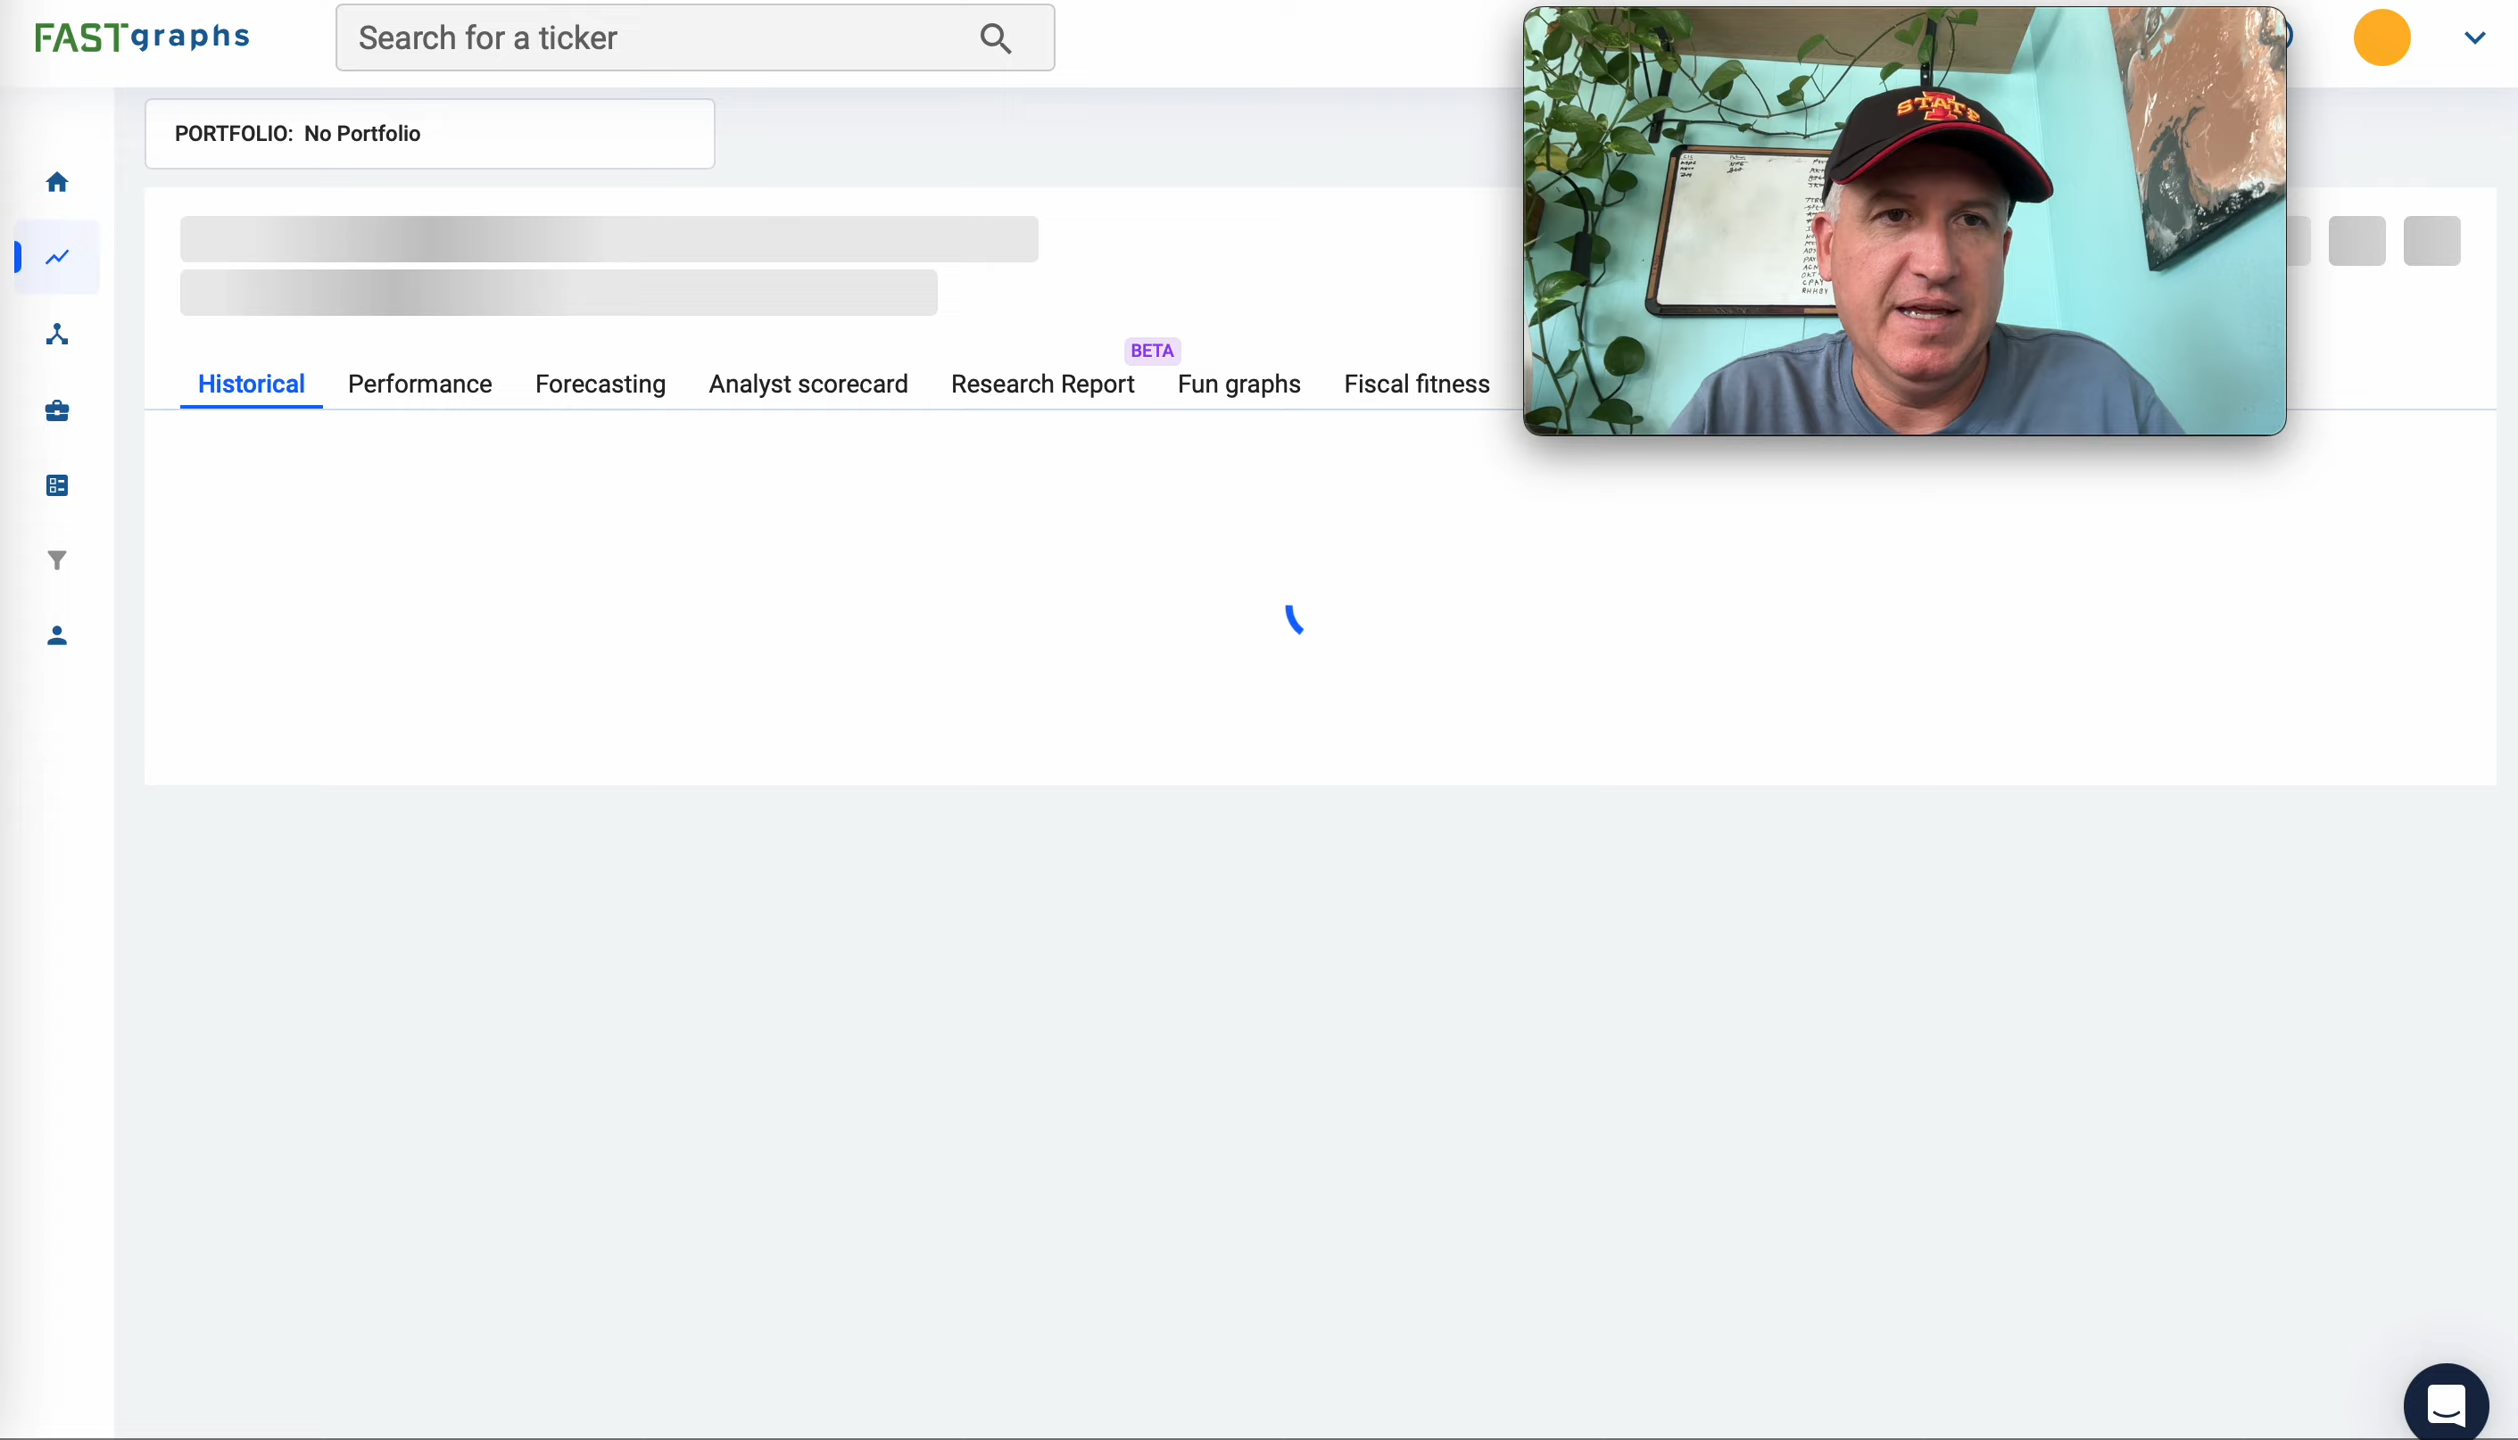 FASTgraphs
Search for a ticker
PORTFOLIO: No Portfolio
BETA
Historical
Performance
Forecasting
Analyst scorecard
Research Report
Fun graphs
Fiscal fitness
STATE